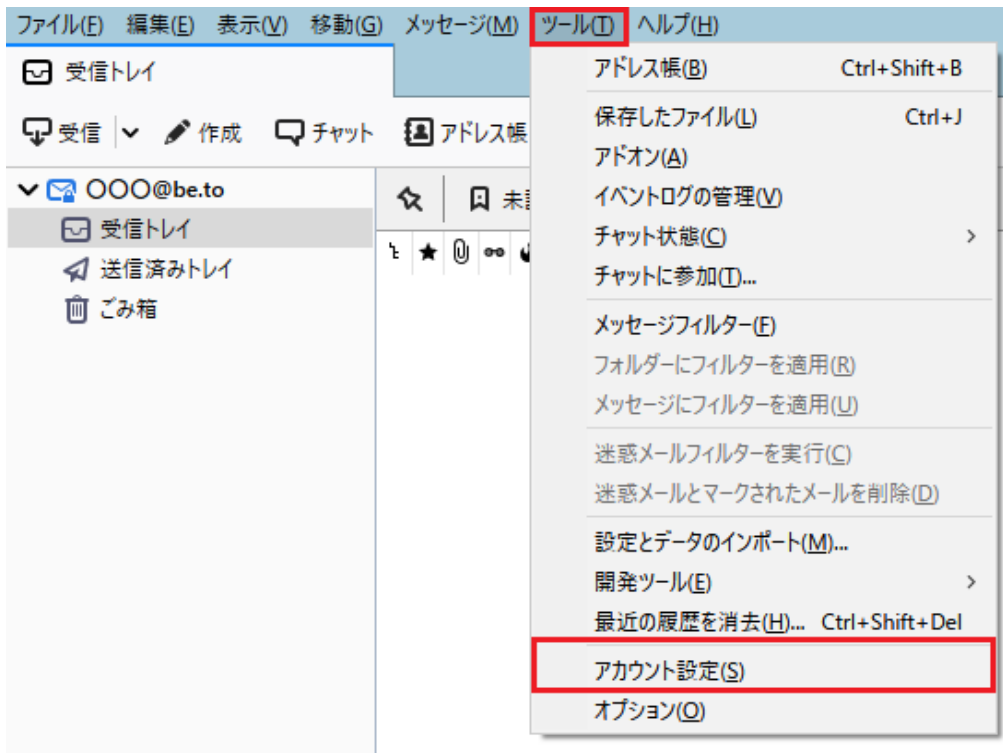 ファイル(F) 編集(E) 表示(V) 移動(G) メッセージ(M) ツール(T) ヘルプ(H)
受信トレイ
受信 作成 チャット アドレス帳
〇〇〇@be.to
受信トレイ
送信済みトレイ
ごみ箱
未
アドレス帳(B) Ctrl+Shift+B
保存したファイル(L) Ctrl+J
アドオン(A)
イベントログの管理(V)
チャット状態(C)
チャットに参加(T)...
メッセージフィルター(F)
フォルダーにフィルターを適用(R)
メッセージにフィルターを適用(U)
迷惑メールフィルターを実行(C)
迷惑メールとマークされたメールを削除(D)
設定とデータのインポート(M)...
開発ツール(E)
最近の履歴を消去(H)... Ctrl+Shift+Del
アカウント設定(S)
オプション(O)